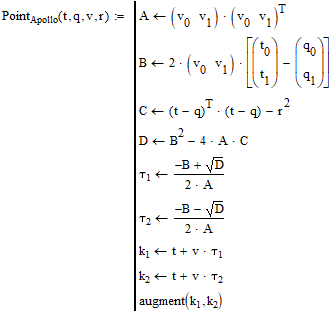 Point_Apollo(t,q,v,r) := A ← (v_0 v_1)·(v_0 v_1)^T
B ← 2·(v_0 v_1)·[(t_0 t_1) − (q_0 q_1)]
C ← (t − q)^T·(t − q) − r^2
D ← B^2 − 4·A·C
τ_1 ← (−B + √D)/(2·A)
τ_2 ← (−B − √D)/(2·A)
k_1 ← t + v·τ_1
k_2 ← t + v·τ_2
augment(k_1,k_2)